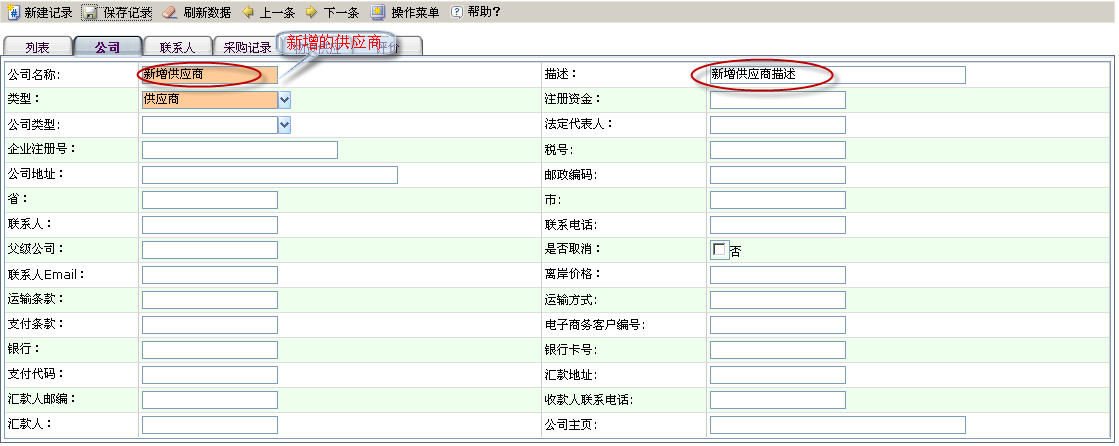 新建记录 保存记录 刷新数据 上一条 下一条 操作菜单 帮助?
列表 公司 联系人 采购记录 评价
新增的供应商
公司名称: 新增供应商 描述: 新增供应商描述
类型: 供应商 注册资金:
公司类型: 法定代表人:
企业注册号: 税号:
公司地址: 邮政编码:
省: 市:
联系人: 联系电话:
父级公司: 是否取消: 否
联系人Email: 离岸价格:
运输条款: 运输方式:
支付条款: 电子商务客户编号:
银行: 银行卡号:
支付代码: 汇款地址:
汇款人邮编: 收款人联系电话:
汇款人: 公司主页: